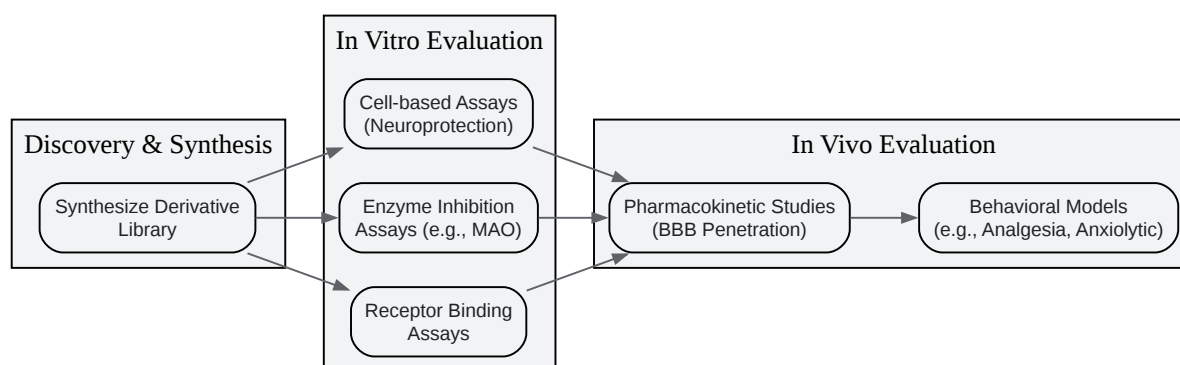 Discovery & Synthesis
Synthesize Derivative
Library
In Vitro Evaluation
Cell-based Assays
(Neuroprotection)
Enzyme Inhibition
Assays (e.g., MAO)
Receptor Binding
Assays
In Vivo Evaluation
Pharmacokinetic Studies
(BBB Penetration)
Behavioral Models
(e.g., Analgesia, Anxiolytic)